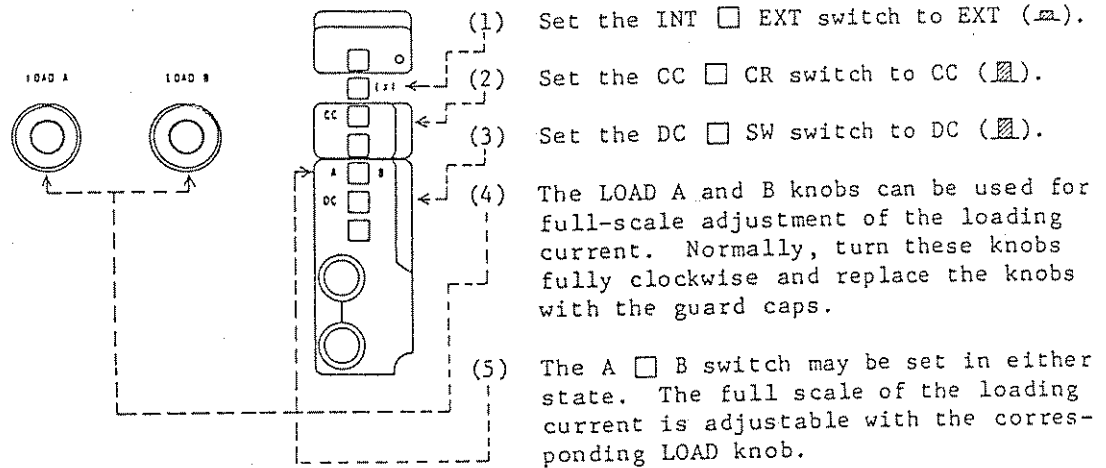 LOAD A
LOAD B
EXT
CC
A B
DC
(1) Set the INT □ EXT switch to EXT ( ).
(2) Set the CC □ CR switch to CC ( ).
(3) Set the DC □ SW switch to DC ( ).
(4) The LOAD A and B knobs can be used for
full-scale adjustment of the loading
current. Normally, turn these knobs
fully clockwise and replace the knobs
with the guard caps.
(5) The A □ B switch may be set in either
state. The full scale of the loading
current is adjustable with the corres-
ponding LOAD knob.